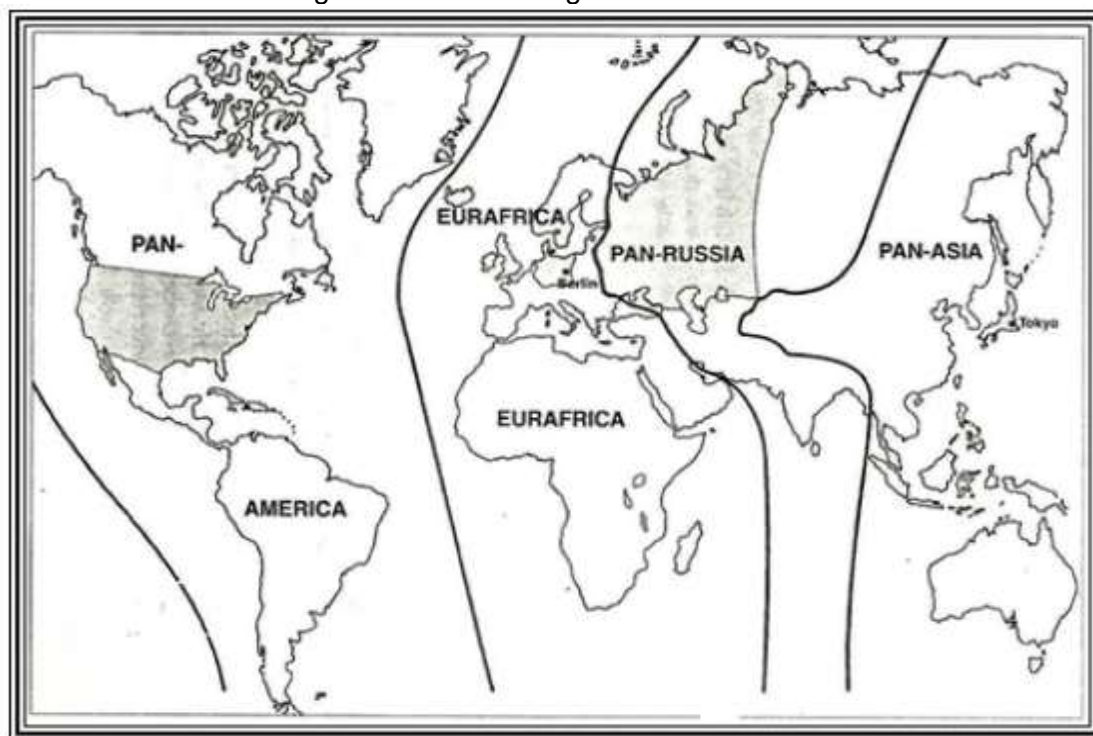 EURAFRICA
PAN-
PAN-RUSSIA
PAN-ASIA
Berlin
Tokyo
EURAFRICA
AMERICA